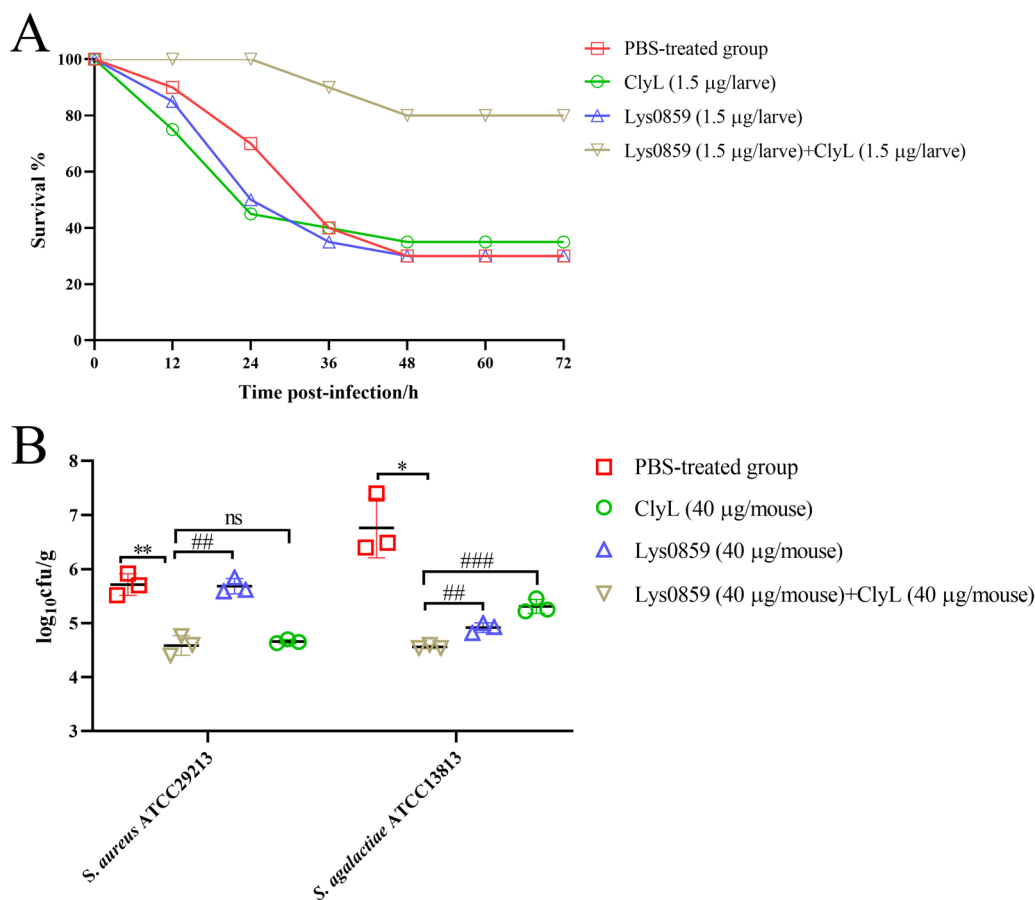 A
100
80
60
40
20
0
Survival %
0 12 24 36 48 60 72
Time post-infection/h
PBS-treated group
ClyL (1.5 μg/larve)
Lys0859 (1.5 μg/larve)
Lys0859 (1.5 μg/larve)+ClyL (1.5 μg/larve)
B
8
7
6
5
4
3
log10cfu/g
**
##
ns
*
##
###
S. aureus ATCC29213
S. agalactiae ATCC13813
PBS-treated group
ClyL (40 μg/mouse)
Lys0859 (40 μg/mouse)
Lys0859 (40 μg/mouse)+ClyL (40 μg/mouse)